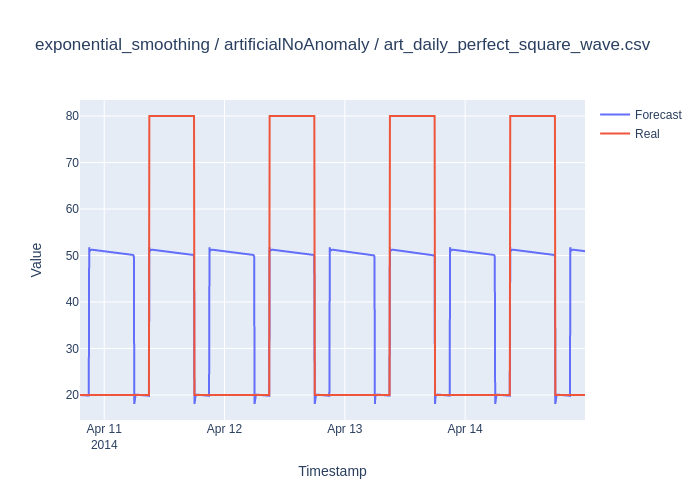 exponential_smoothing / artificialNoAnomaly / art_daily_perfect_square_wave.csv
Forecast
Real
80
70
60
50
40
30
20
Value
Apr 11
2014
Apr 12
Apr 13
Apr 14
Timestamp